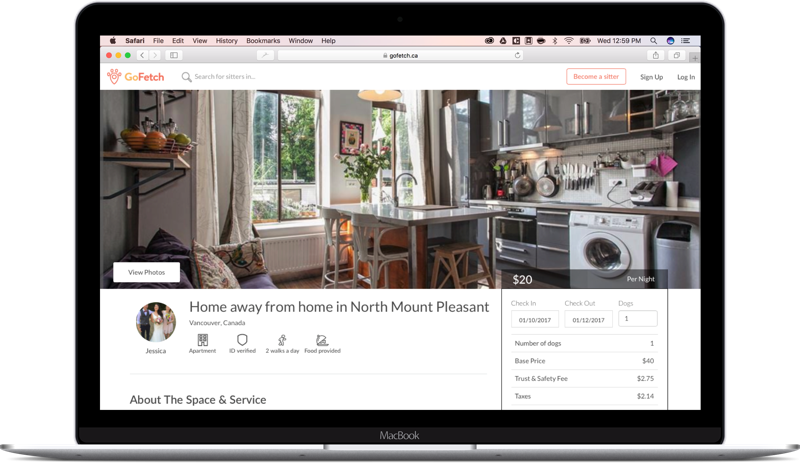 Safari File Edit View History Bookmarks Window Help
Wed 12:59 PM
gofetch.ca
GoFetch
Search for sitters in...
Become a sitter
Sign Up
Log In
View Photos
$20
Per Night
Home away from home in North Mount Pleasant
Vancouver, Canada
Jessica
Apartment
ID verified
2 walks a day
Food provided
Check In
Check Out
Dogs
01/10/2017
01/12/2017
1
Number of dogs 1
Base Price $40
Trust & Safety Fee $2.75
Taxes $2.14
About The Space & Service
MacBook